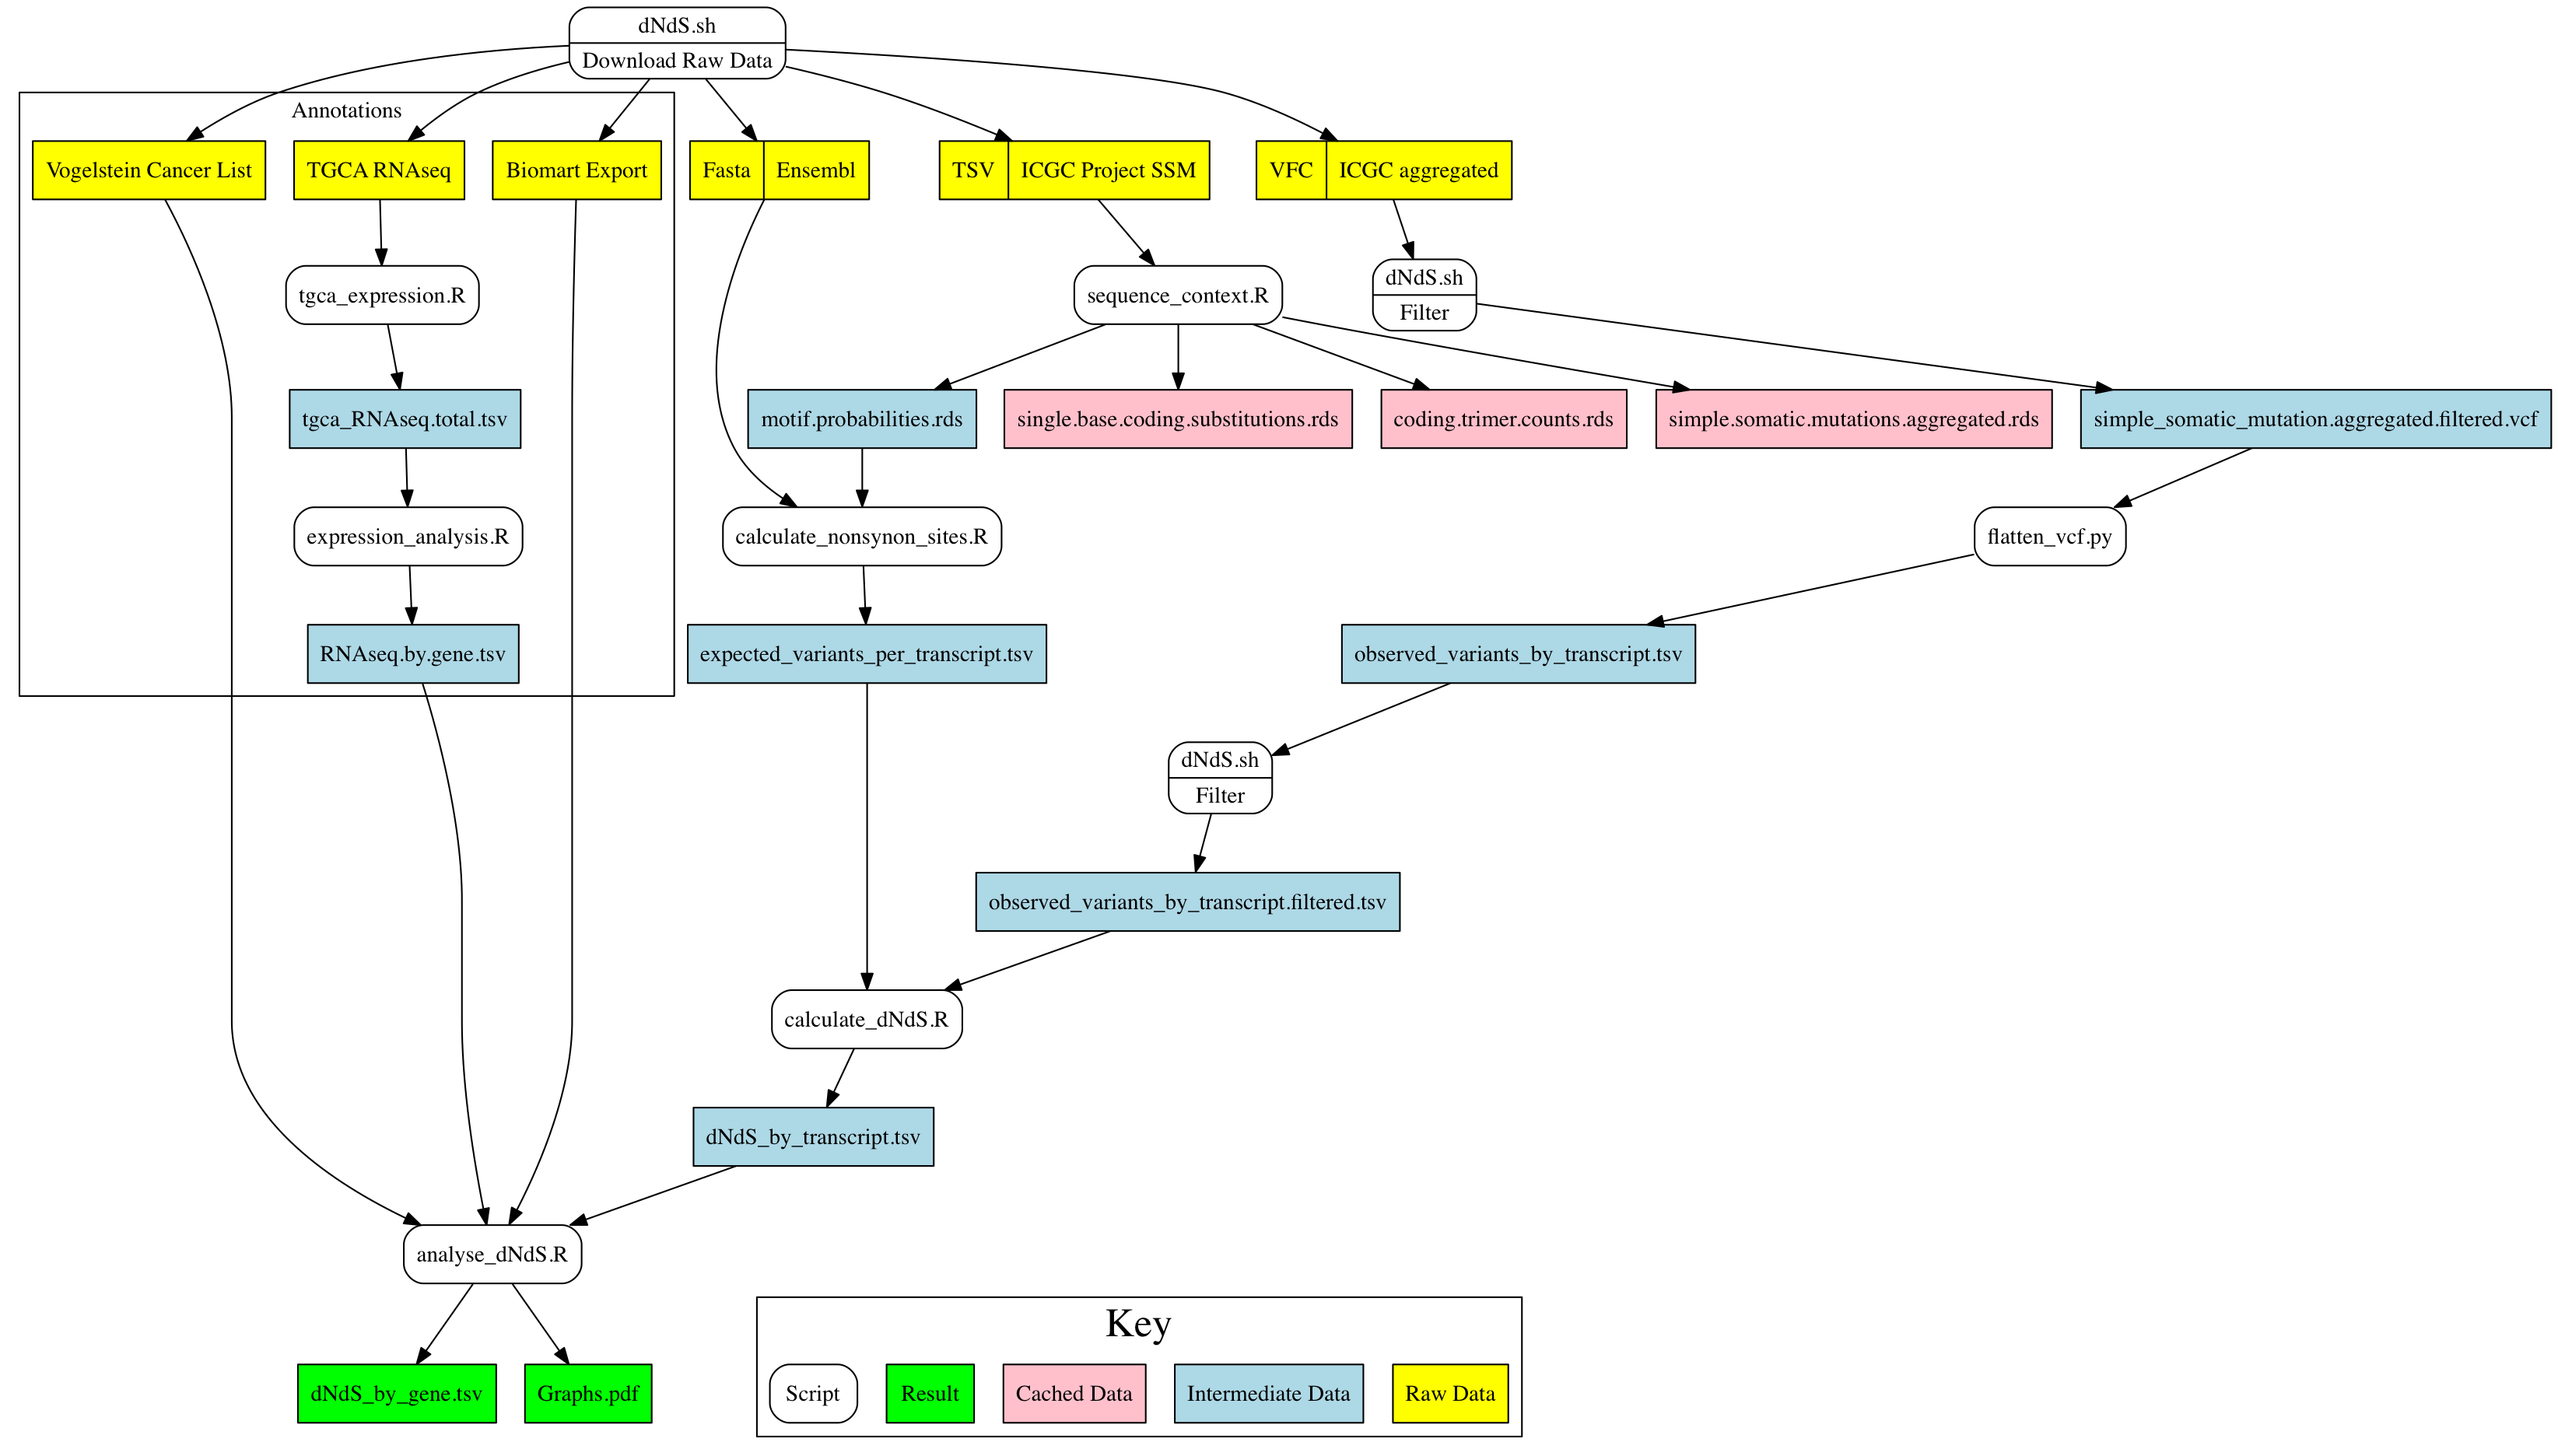 dNdS.sh
Download Raw Data
Annotations
Vogelstein Cancer List
TGCA RNAseq
Biomart Export
Fasta
Ensembl
TSV
ICGC Project SSM
VFC
ICGC aggregated
tgca_expression.R
sequence_context.R
dNdS.sh
Filter
tgca_RNAseq.total.tsv
motif.probabilities.rds
single.base.coding.substitutions.rds
coding.trimer.counts.rds
simple.somatic.mutations.aggregated.rds
simple_somatic_mutation.aggregated.filtered.vcf
expression_analysis.R
calculate_nonsynon_sites.R
flatten_vcf.py
RNAseq.by.gene.tsv
expected_variants_per_transcript.tsv
observed_variants_by_transcript.tsv
dNdS.sh
Filter
observed_variants_by_transcript.filtered.tsv
calculate_dNdS.R
dNdS_by_transcript.tsv
analyse_dNdS.R
dNdS_by_gene.tsv
Graphs.pdf
Key
Script
Result
Cached Data
Intermediate Data
Raw Data